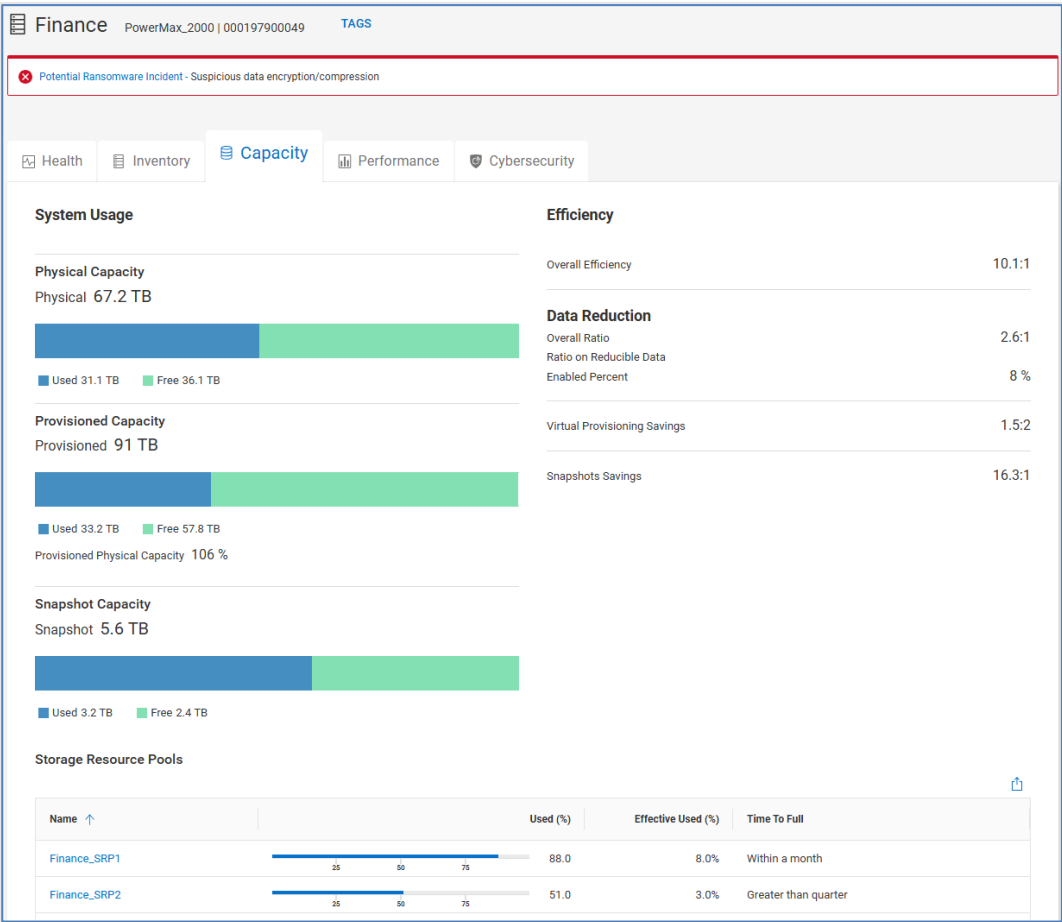 Finance PowerMax_2000 | 000197900049 TAGS
Potential Ransomware Incident - Suspicious data encryption/compression
Health Inventory Capacity Performance Cybersecurity
System Usage
Physical Capacity
Physical 67.2 TB
Used 31.1 TB Free 36.1 TB
Provisioned Capacity
Provisioned 91 TB
Used 33.2 TB Free 57.8 TB
Provisioned Physical Capacity 106 %
Snapshot Capacity
Snapshot 5.6 TB
Used 3.2 TB Free 2.4 TB
Efficiency
Overall Efficiency 10.1:1
Data Reduction
Overall Ratio 2.6:1
Ratio on Reducible Data
Enabled Percent 8 %
Virtual Provisioning Savings 1.5:2
Snapshots Savings 16.3:1
Storage Resource Pools
Name Used (%) Effective Used (%) Time To Full
Finance_SRP1 88.0 8.0% Within a month
25 50 75
Finance_SRP2 51.0 3.0% Greater than quarter
25 50 75